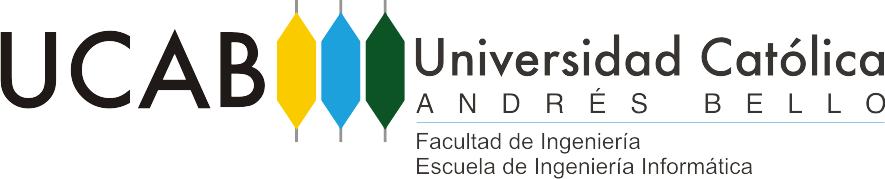 UCAB
Universidad Católica
ANDRÉS BELLO
Facultad de Ingeniería
Escuela de Ingeniería Informática